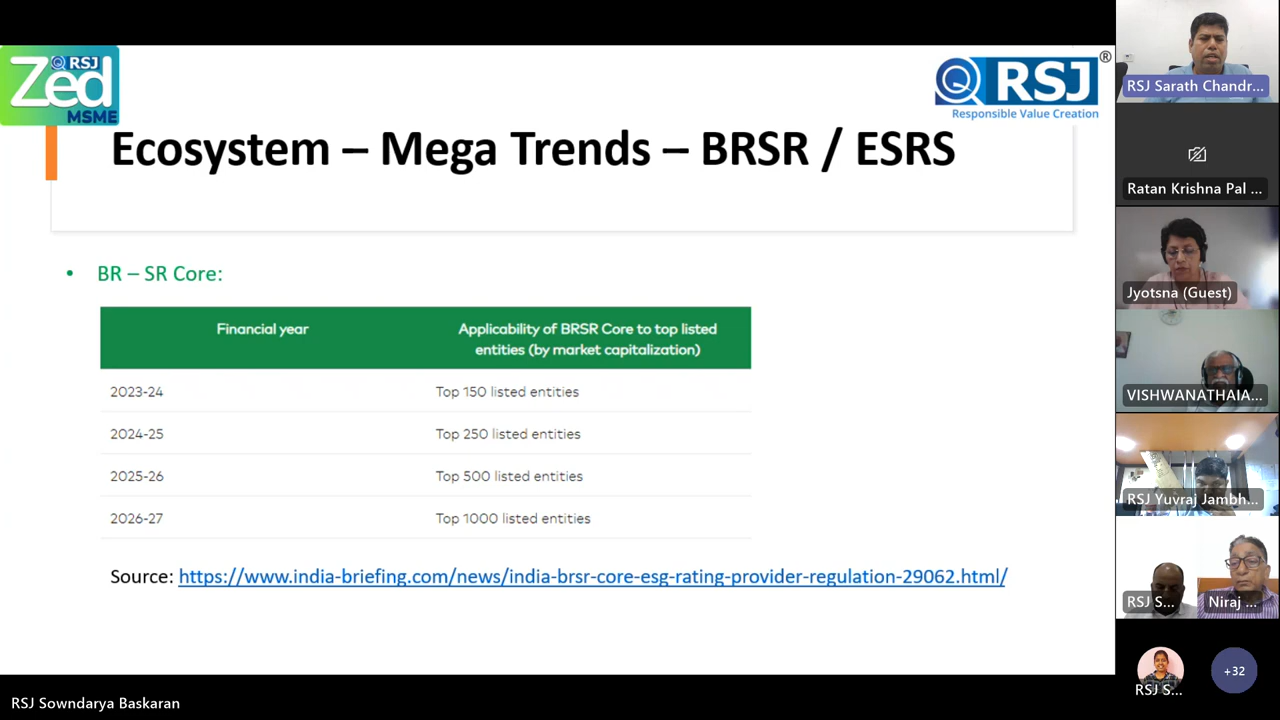 RSJ
Zed
MSME
RSJ®
Responsible Value Creation
Ecosystem – Mega Trends – BRSR / ESRS
• BR – SR Core:
Financial year
Applicability of BRSR Core to top listed
entities (by market capitalization)
2023-24 Top 150 listed entities
2024-25 Top 250 listed entities
2025-26 Top 500 listed entities
2026-27 Top 1000 listed entities
Source: https://www.india-briefing.com/news/india-brsr-core-esg-rating-provider-regulation-29062.html/
RSJ Sarath Chandr...
Ratan Krishna Pal ...
Jyotsna (Guest)
VISHWANATHAIA...
RSJ Yuvraj Jambh...
RSJ S...
Niraj ...
RSJ S...
+32
RSJ Sowndarya Baskaran